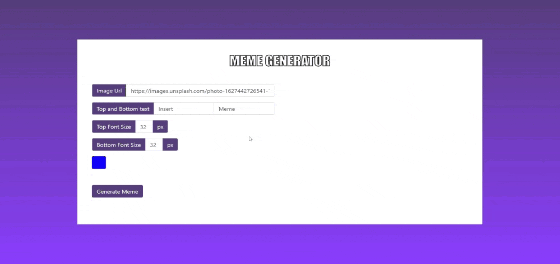 MEME GENERATOR
Image Url https://images.unsplash.com/photo-1627442726541-
Top and Bottom text Insert Meme
Top Font Size 32 px
Bottom Font Size 32 px
Generate Meme